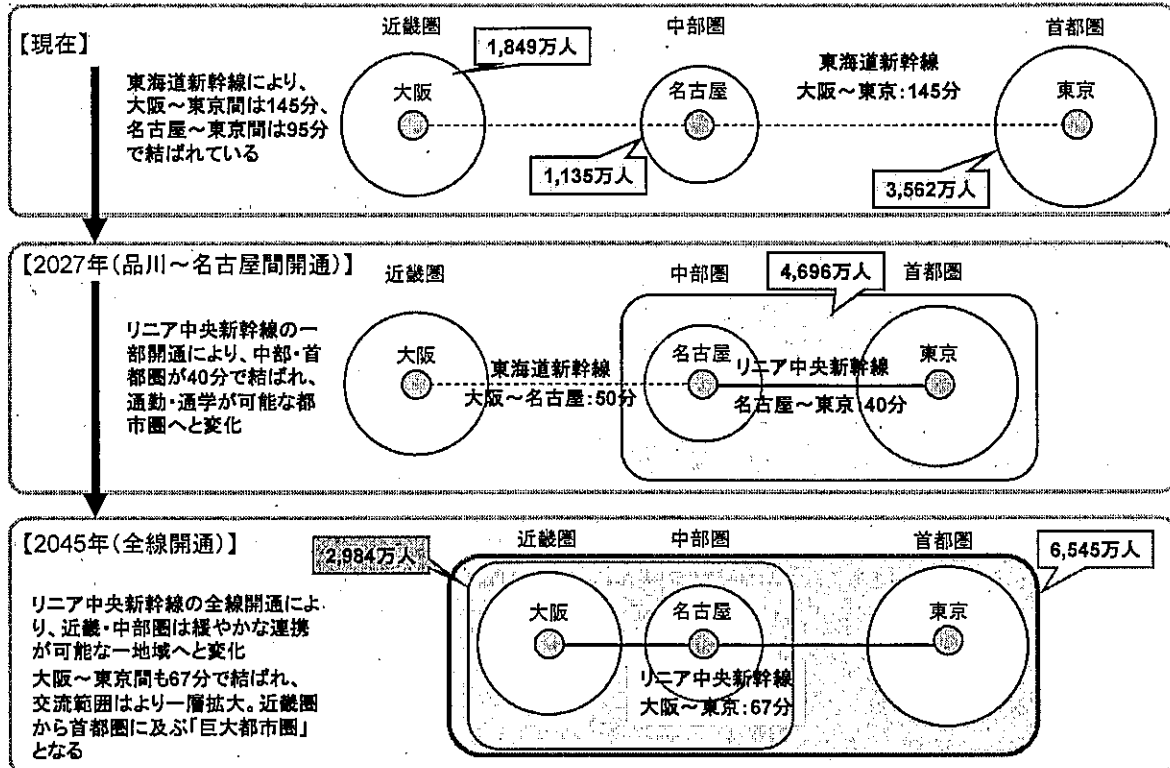 【現在】
東海道新幹線により、
大阪～東京間は145分、
名古屋～東京間は95分
で結ばれている
近畿圏
中部圏
首都圏
1,849万人
大阪
名古屋
東京
東海道新幹線
大阪～東京:145分
1,135万人
3,562万人
【2027年(品川～名古屋間開通)】
リニア中央新幹線の一
部開通により、中部・首
都圏が40分で結ばれ、
通勤・通学が可能な都
市圏へと変化
近畿圏
中部圏
首都圏
4,696万人
大阪
名古屋
東京
東海道新幹線
大阪～名古屋:50分
リニア中央新幹線
名古屋～東京:40分
【2045年(全線開通)】
リニア中央新幹線の全線開通によ
り、近畿・中部圏は緩やかな連携
が可能な一地域へと変化
大阪～東京間も67分で結ばれ、
交流範囲はより一層拡大。近畿圏
から首都圏に及ぶ「巨大都市圏」
となる
2,984万人
近畿圏
中部圏
首都圏
6,545万人
大阪
名古屋
東京
リニア中央新幹線
大阪～東京:67分